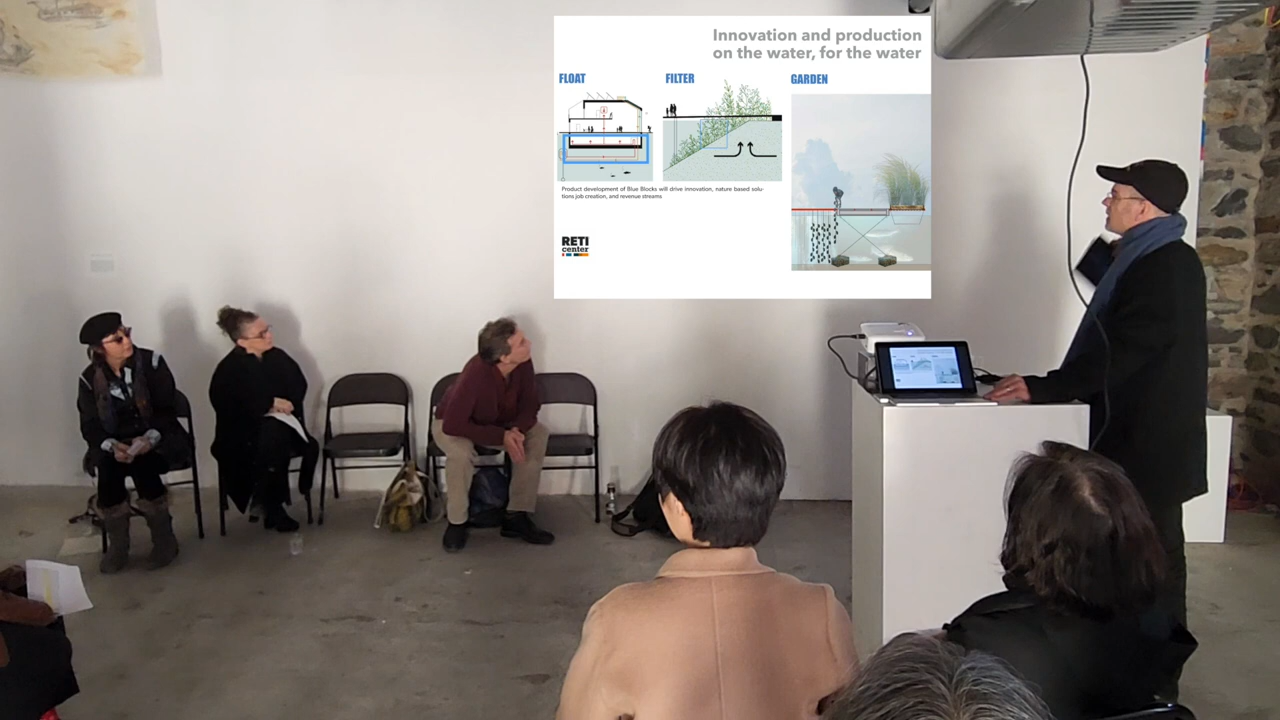 Innovation and production
on the water, for the water
FLOAT
FILTER
GARDEN
Product development of Blue Blocks will drive innovation, nature based solu-
tions job creation, and revenue streams
RETI
center